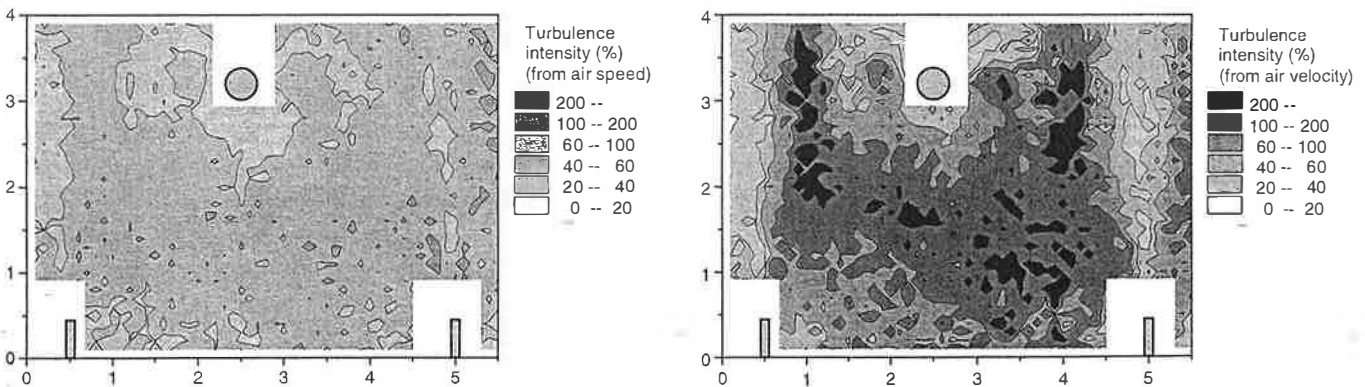 4
3
2
1
0
0 1 2 3 4 5
Turbulence
intensity (%)
(from air speed)
200 --
100 -- 200
60 -- 100
40 -- 60
20 -- 40
0 -- 20
4
3
2
1
0
0 1 2 3 4 5
Turbulence
intensity (%)
(from air velocity)
200 --
100 -- 200
60 -- 100
40 -- 60
20 -- 40
0 -- 20